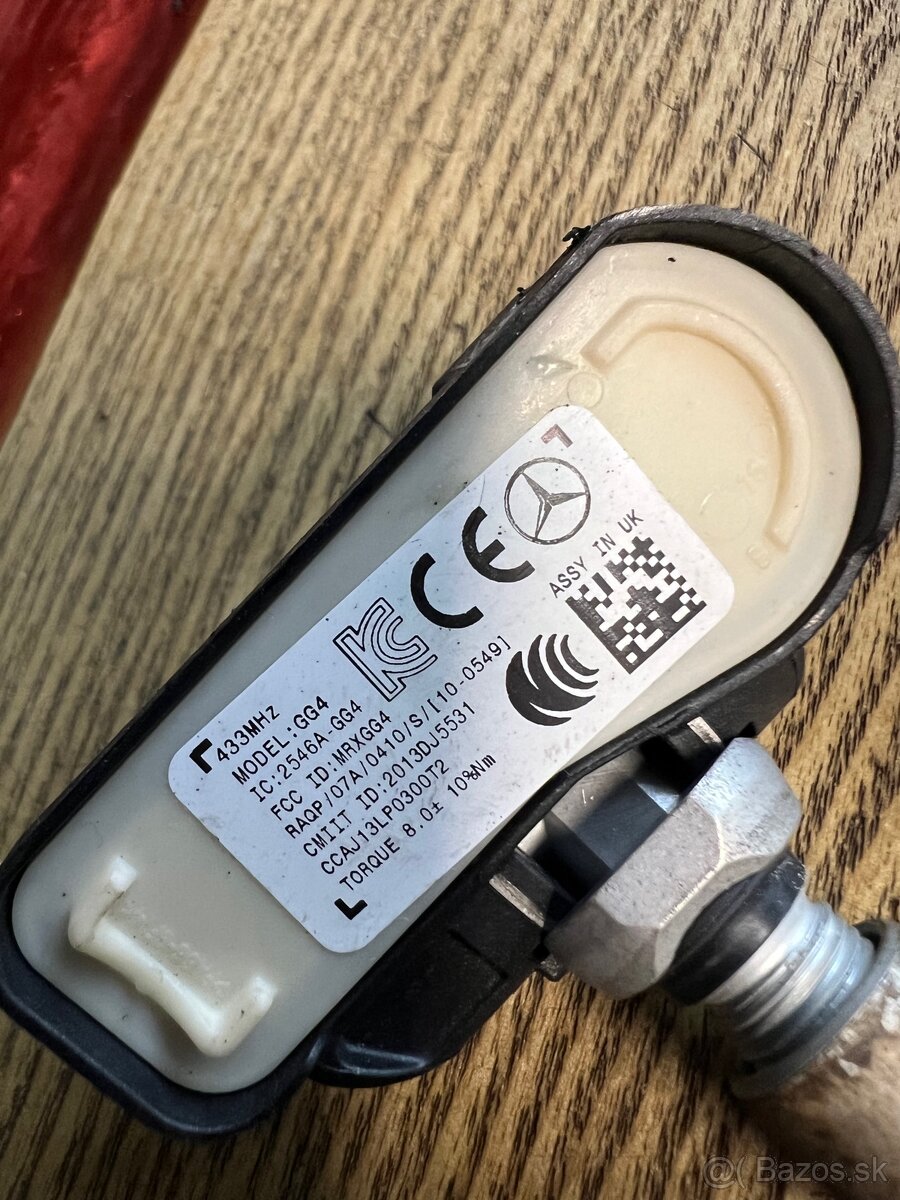 433MHZ
MODEL:GG4
IC:2546A-GG4
FCC ID:MRXGG4
RAQP/07A/0410/S/[10-0549]
CMIIT ID:2013DJ5531
CCAJ13LP0300T2
TORQUE 8.0± 10%Nm
ASSY IN UK
@( Bazos.sk